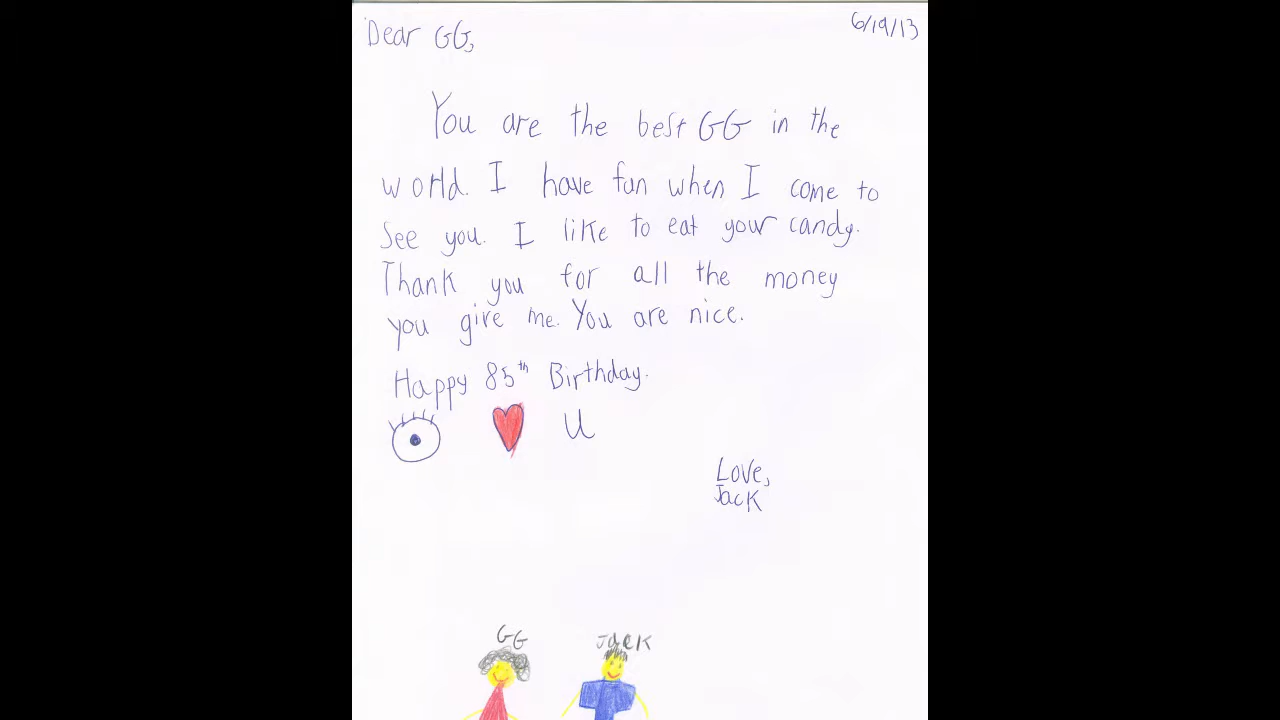 6/19/13
Dear GG,
You are the best GG in the
world. I have fun when I come to
See you. I like to eat your candy.
Thank you for all the money
you give me. You are nice.
Happy 85th Birthday.
U
Love,
Jack
GG Jack